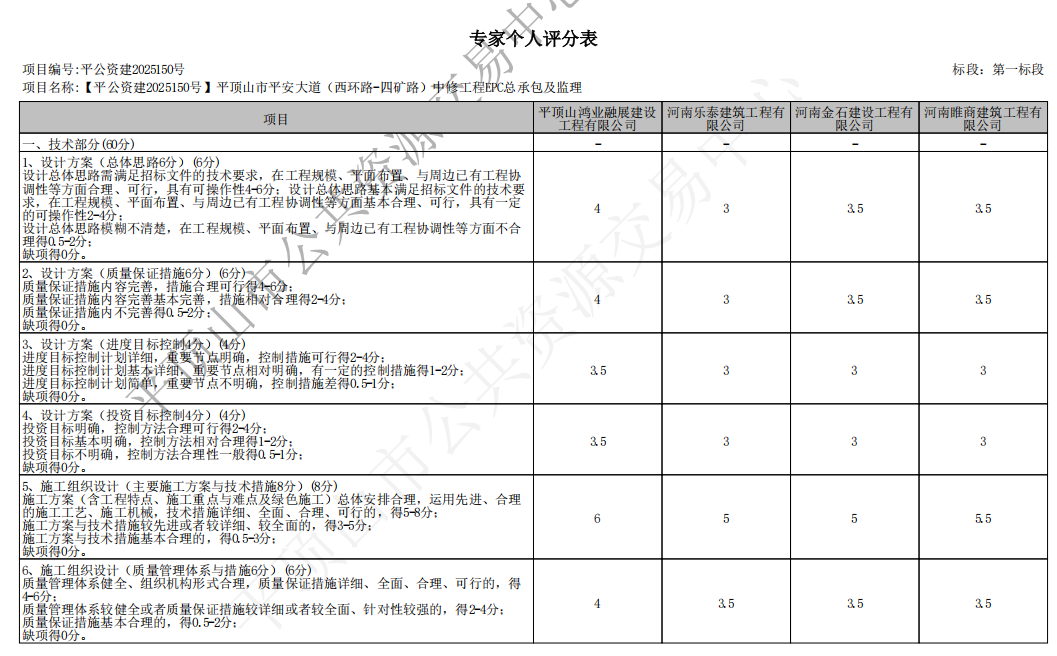 专家个人评分表
项目编号:平公资建2025150号
标段：第一标段
项目名称:【平公资建2025150号】平顶山市平安大道（西环路-四矿路）中修工程EPC总承包及监理
项目
平顶山鸿业融展建设
工程有限公司
河南乐泰建筑工程有
限公司
河南金石建设工程有
限公司
河南睢商建筑工程有
限公司
一、技术部分(60分)
-
-
-
-
1、设计方案（总体思路6分）(6分)
设计总体思路需满足招标文件的技术要求，在工程规模、平面布置、与周边已有工程协
调性等方面合理、可行，具有可操作性4-6分；设计总体思路基本满足招标文件的技术要
求，在工程规模、平面布置、与周边已有工程协调性等方面基本合理、可行，具有一定
的可操作性2-4分；
设计总体思路模糊不清楚，在工程规模、平面布置、与周边已有工程协调性等方面不合
理得0.5-2分；
缺项得0分。
4
3
3.5
3.5
2、设计方案（质量保证措施6分）(6分)
质量保证措施内容完善，措施合理可行得4-6分；
质量保证措施内容完善基本完善，措施相对合理得2-4分；
质量保证措施内不完善得0.5-2分；
缺项得0分。
4
3
3.5
3.5
3、设计方案（进度目标控制4分）(4分)
进度目标控制计划详细，重要节点明确，控制措施可行得2-4分；
进度目标控制计划基本详细，重要节点相对明确，有一定的控制措施得1-2分；
进度目标控制计划简单，重要节点不明确，控制措施差得0.5-1分；
缺项得0分。
3.5
3
3
3
4、设计方案（投资目标控制4分）(4分)
投资目标明确，控制方法合理可行得2-4分；
投资目标基本明确，控制方法相对合理得1-2分；
投资目标不明确，控制方法合理性一般得0.5-1分；
缺项得0分。
3.5
3
3
3
5、施工组织设计（主要施工方案与技术措施8分）(8分)
施工方案（含工程特点、施工重点与难点及绿色施工）总体安排合理，运用先进、合理
的施工工艺、施工机械，技术措施详细、全面、合理、可行的，得5-8分；
施工方案与技术措施较先进或者较详细、较全面的，得3-5分；
施工方案与技术措施基本合理的，得0.5-3分；
缺项得0分。
6
5
5
5.5
6、施工组织设计（质量管理体系与措施6分）(6分)
质量管理体系健全、组织机构形式合理，质量保证措施详细、全面、合理、可行的，得
4-6分；
质量管理体系较健全或者质量保证措施较详细或者较全面、针对性较强的，得2-4分；
质量保证措施基本合理的，得0.5-2分；
缺项得0分。
4
3.5
3.5
3.5
平顶山市公共资源交易中心
平顶山市公共资源交易中心